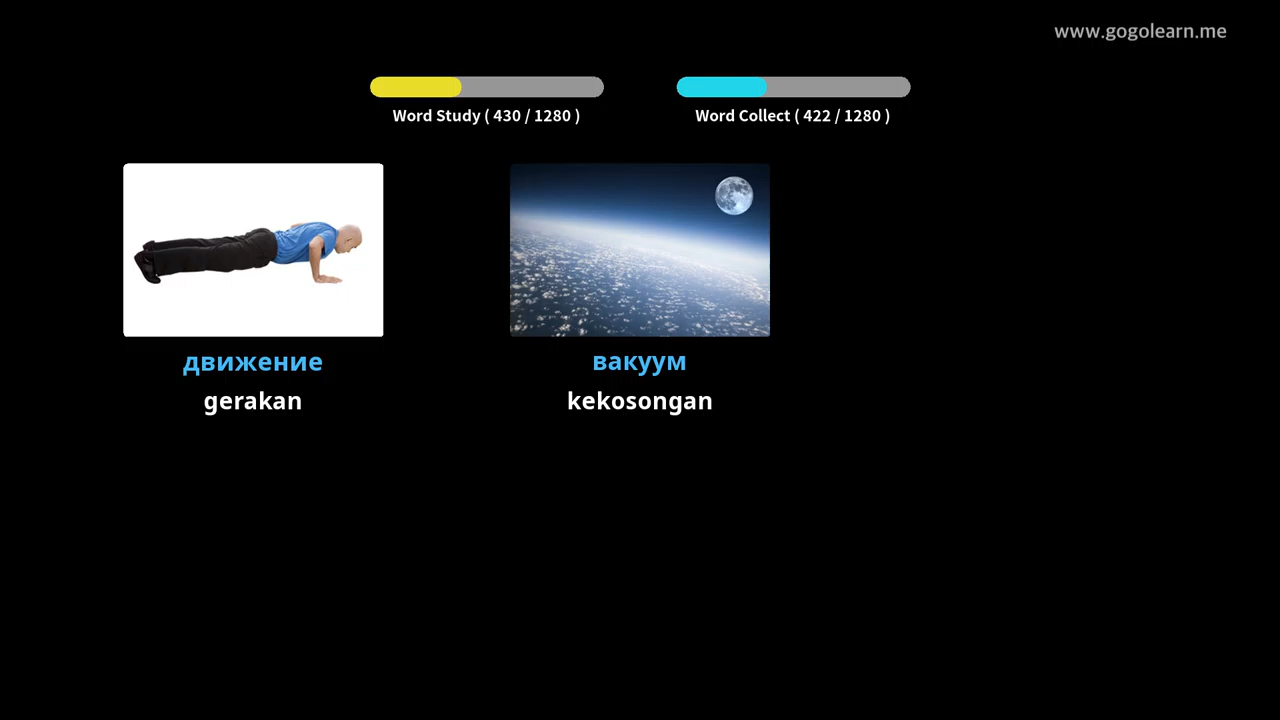 www.gogolearn.me
Word Study ( 430 / 1280 )
Word Collect ( 422 / 1280 )
движение
gerakan
вакуум
kekosongan